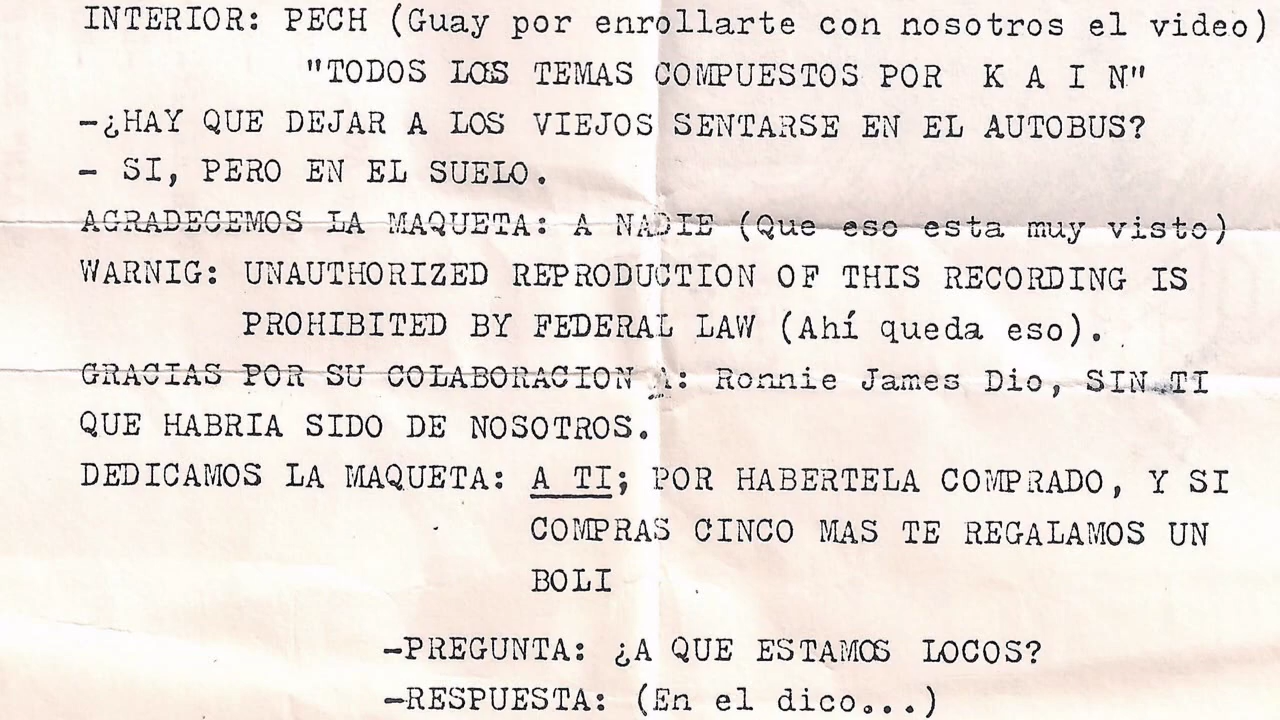 INTERIOR: PECH (Guay por enrollarte con nosotros el video)
"TODOS LOS TEMAS COMPUESTOS POR K A I N"
-¿HAY QUE DEJAR A LOS VIEJOS SENTARSE EN EL AUTOBUS?
- SI, PERO EN EL SUELO.
AGRADECEMOS LA MAQUETA: A NADIE (Que eso esta muy visto)
WARNIG: UNAUTHORIZED REPRODUCTION OF THIS RECORDING IS
PROHIBITED BY FEDERAL LAW (Ahí queda eso).
GRACIAS POR SU COLABORACION A: Ronnie James Dio, SIN TI
QUE HABRIA SIDO DE NOSOTROS.
DEDICAMOS LA MAQUETA: A TI; POR HABERTELA COMPRADO, Y SI
COMPRAS CINCO MAS TE REGALAMOS UN
BOLI
-PREGUNTA: ¿A QUE ESTAMOS LOCOS?
-RESPUESTA: (En el dico...)